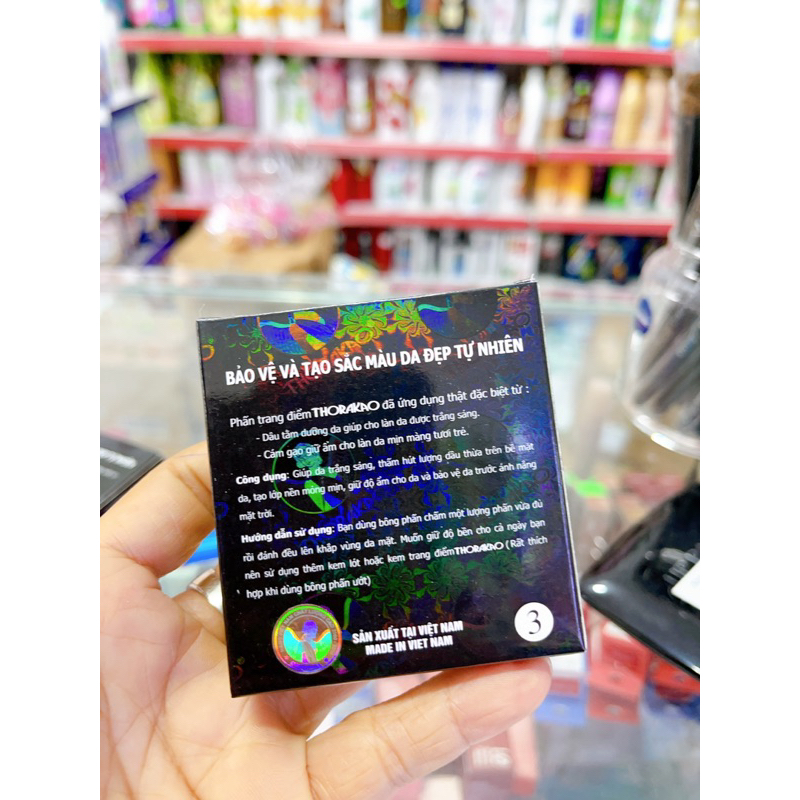 BẢO VỆ VÀ TẠO SẮC MÀU DA ĐẸP TỰ NHIÊN
Phấn trang điểm THORAKAO đã ứng dụng thật đặc biệt từ :
- Dâu tằm dưỡng da giúp cho làn da được trắng sáng.
- Cám gạo giữ ẩm cho làn da mịn màng tươi trẻ.
Công dụng: Giúp da trắng sáng, thấm hút lượng dầu thừa trên bề mặt
da, tạo lớp nền mỏng mịn, giữ độ ẩm cho da và bảo vệ da trước ánh nắng
mặt trời.
Hướng dẫn sử dụng: Bạn dùng bông phấn chấm một lượng phấn vừa đủ
rồi đánh đều lên khắp vùng da mặt. Muốn giữ độ bền cho cả ngày bạn
nên sử dụng thêm kem lót hoặc kem trang điểm THORAKAO (Rất thích
hợp khi dùng bông phấn ướt)
SẢN XUẤT TẠI VIỆT NAM
MADE IN VIET NAM
3